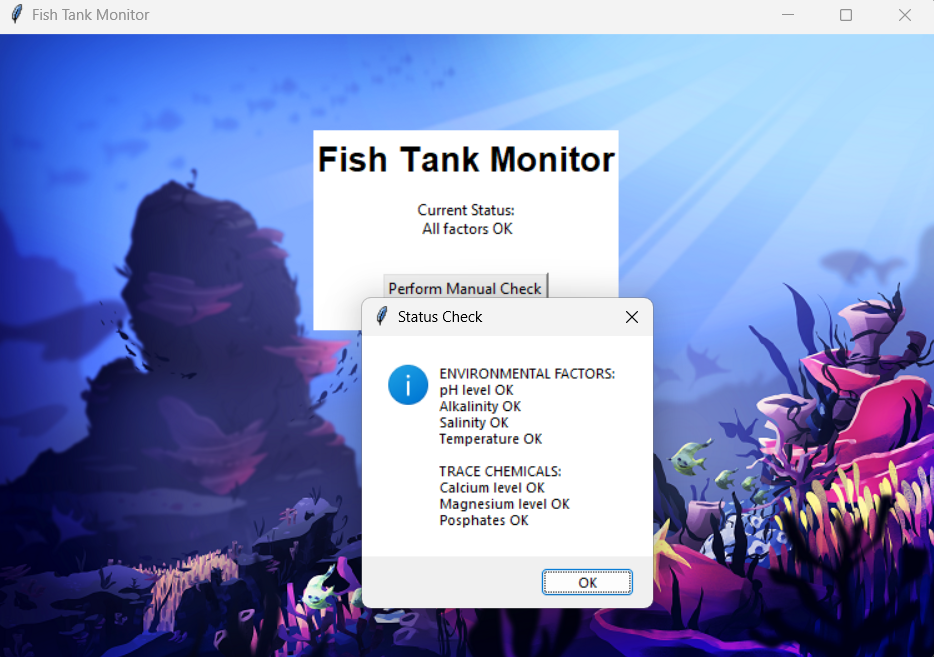 Fish Tank Monitor
Fish Tank Monitor
Current Status:
All factors OK
Perform Manual Check
Status Check
ENVIRONMENTAL FACTORS:
pH level OK
Alkalinity OK
Salinity OK
Temperature OK
TRACE CHEMICALS:
Calcium level OK
Magnesium level OK
Posphates OK
OK